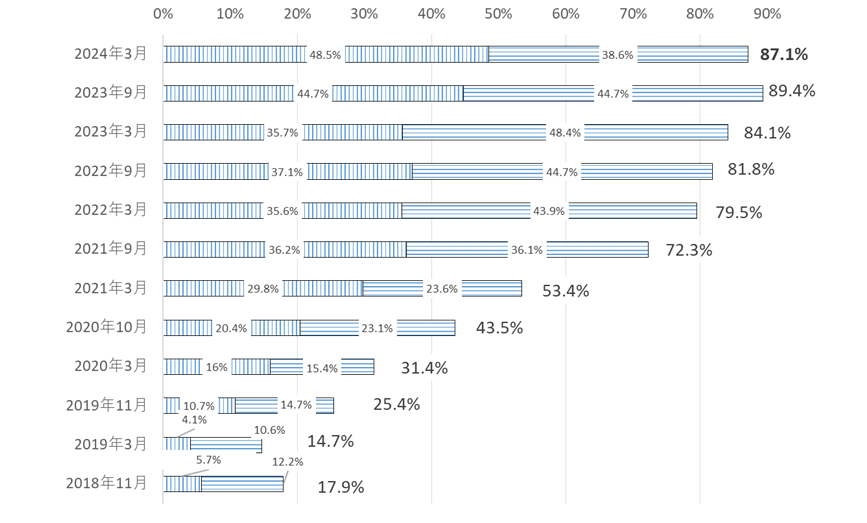 0% 10% 20% 30% 40% 50% 60% 70% 80% 90%
2024年3月 48.5% 38.6% 87.1%
2023年9月 44.7% 44.7% 89.4%
2023年3月 35.7% 48.4% 84.1%
2022年9月 37.1% 44.7% 81.8%
2022年3月 35.6% 43.9% 79.5%
2021年9月 36.2% 36.1% 72.3%
2021年3月 29.8% 23.6% 53.4%
2020年10月 20.4% 23.1% 43.5%
2020年3月 16% 15.4% 31.4%
2019年11月 10.7% 14.7% 25.4%
2019年3月 4.1% 10.6% 14.7%
2018年11月 5.7% 12.2% 17.9%